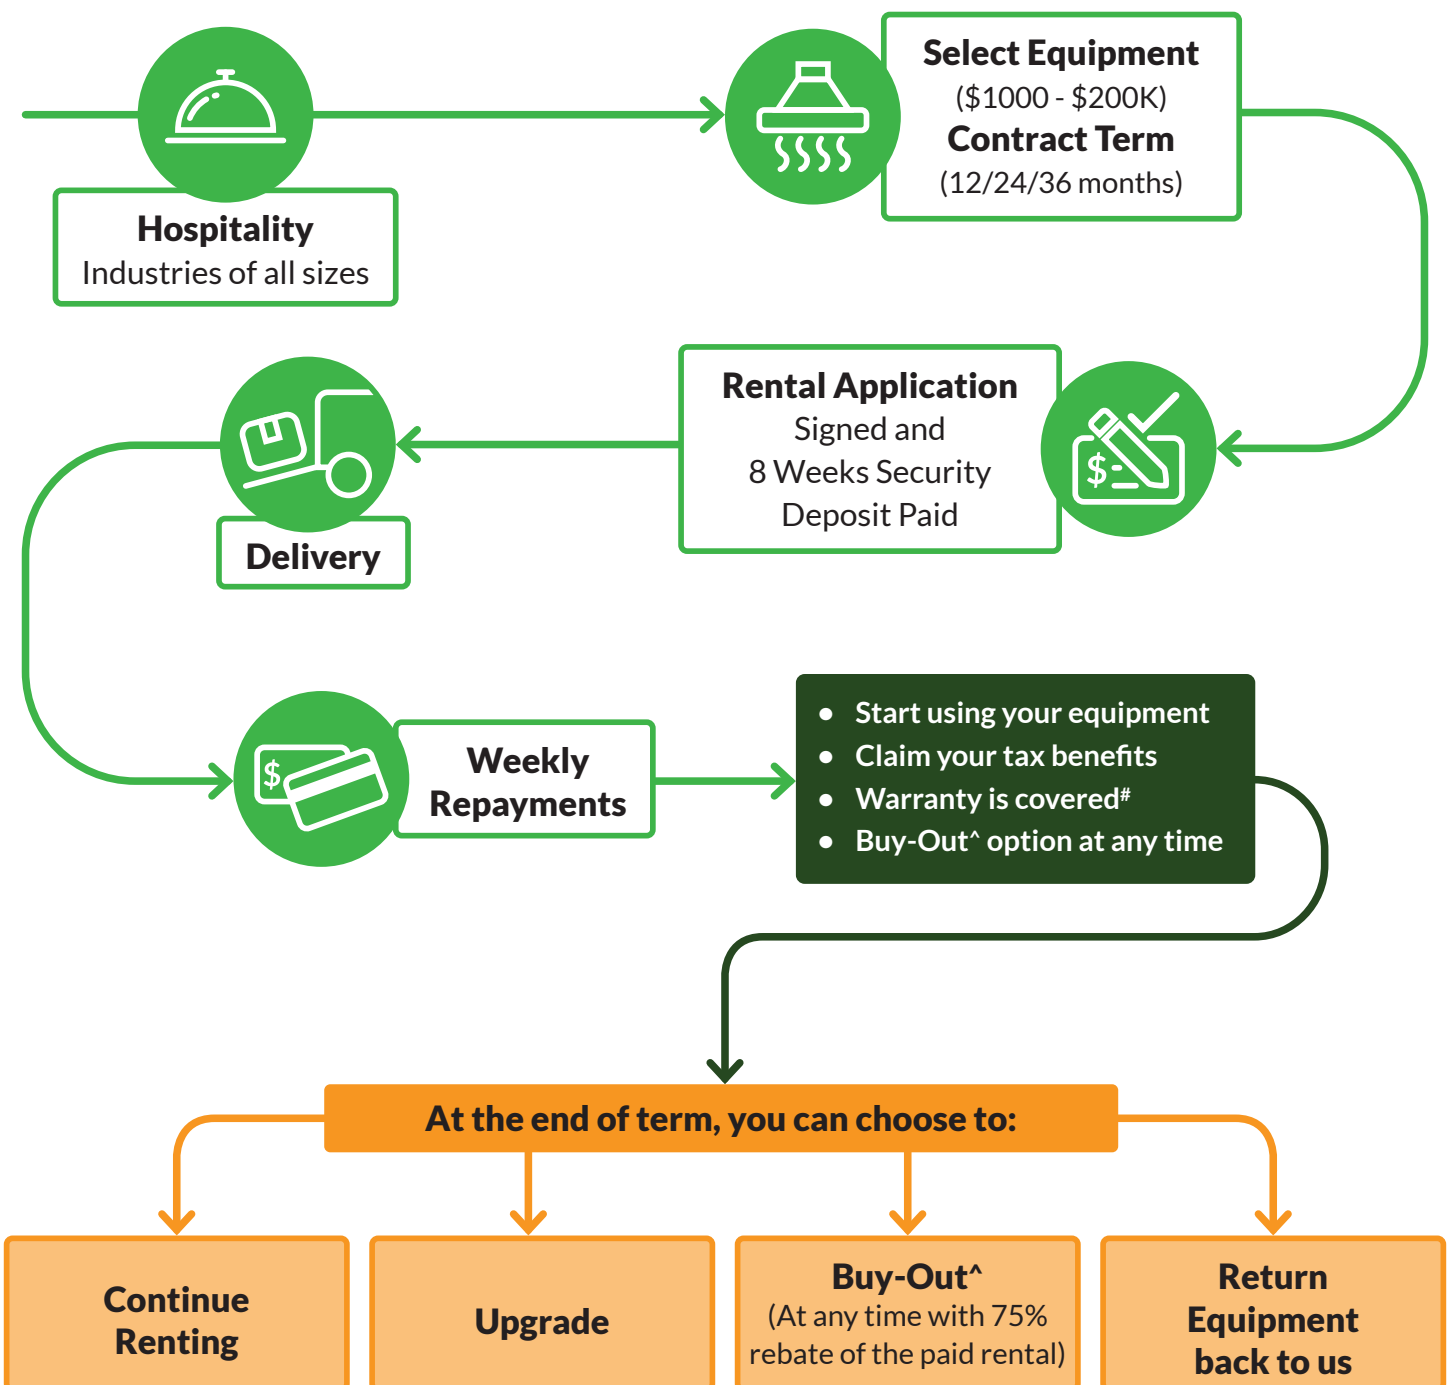 Hospitality
Industries of all sizes
Select Equipment
($1000 - $200K)
Contract Term
(12/24/36 months)
Rental Application
Signed and
8 Weeks Security
Deposit Paid
$
Delivery
$
Weekly
Repayments
● Start using your equipment
● Claim your tax benefits
● Warranty is covered#
● Buy-Out^ option at any time
At the end of term, you can choose to:
Continue
Renting
Upgrade
Buy-Out^
(At any time with 75%
rebate of the paid rental)
Return
Equipment
back to us